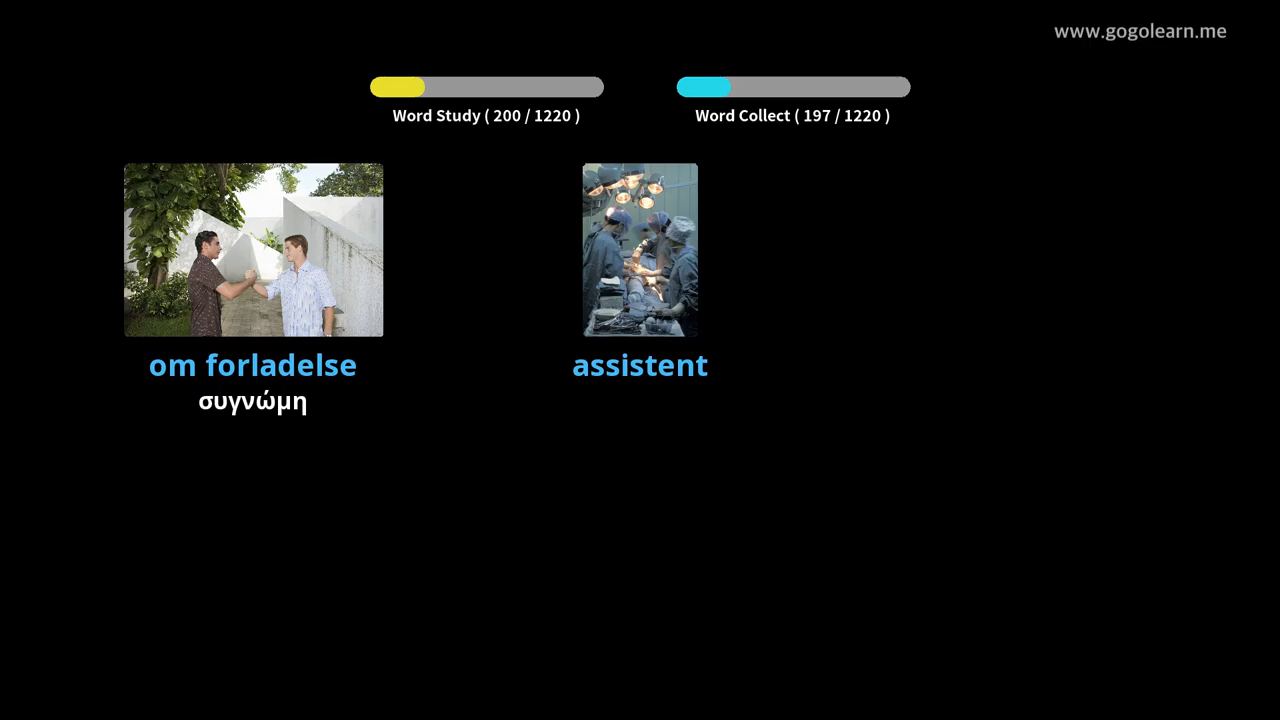 www.gogolearn.me
Word Study ( 200 / 1220 )
Word Collect ( 197 / 1220 )
om forladelse
συγνώμη
assistent